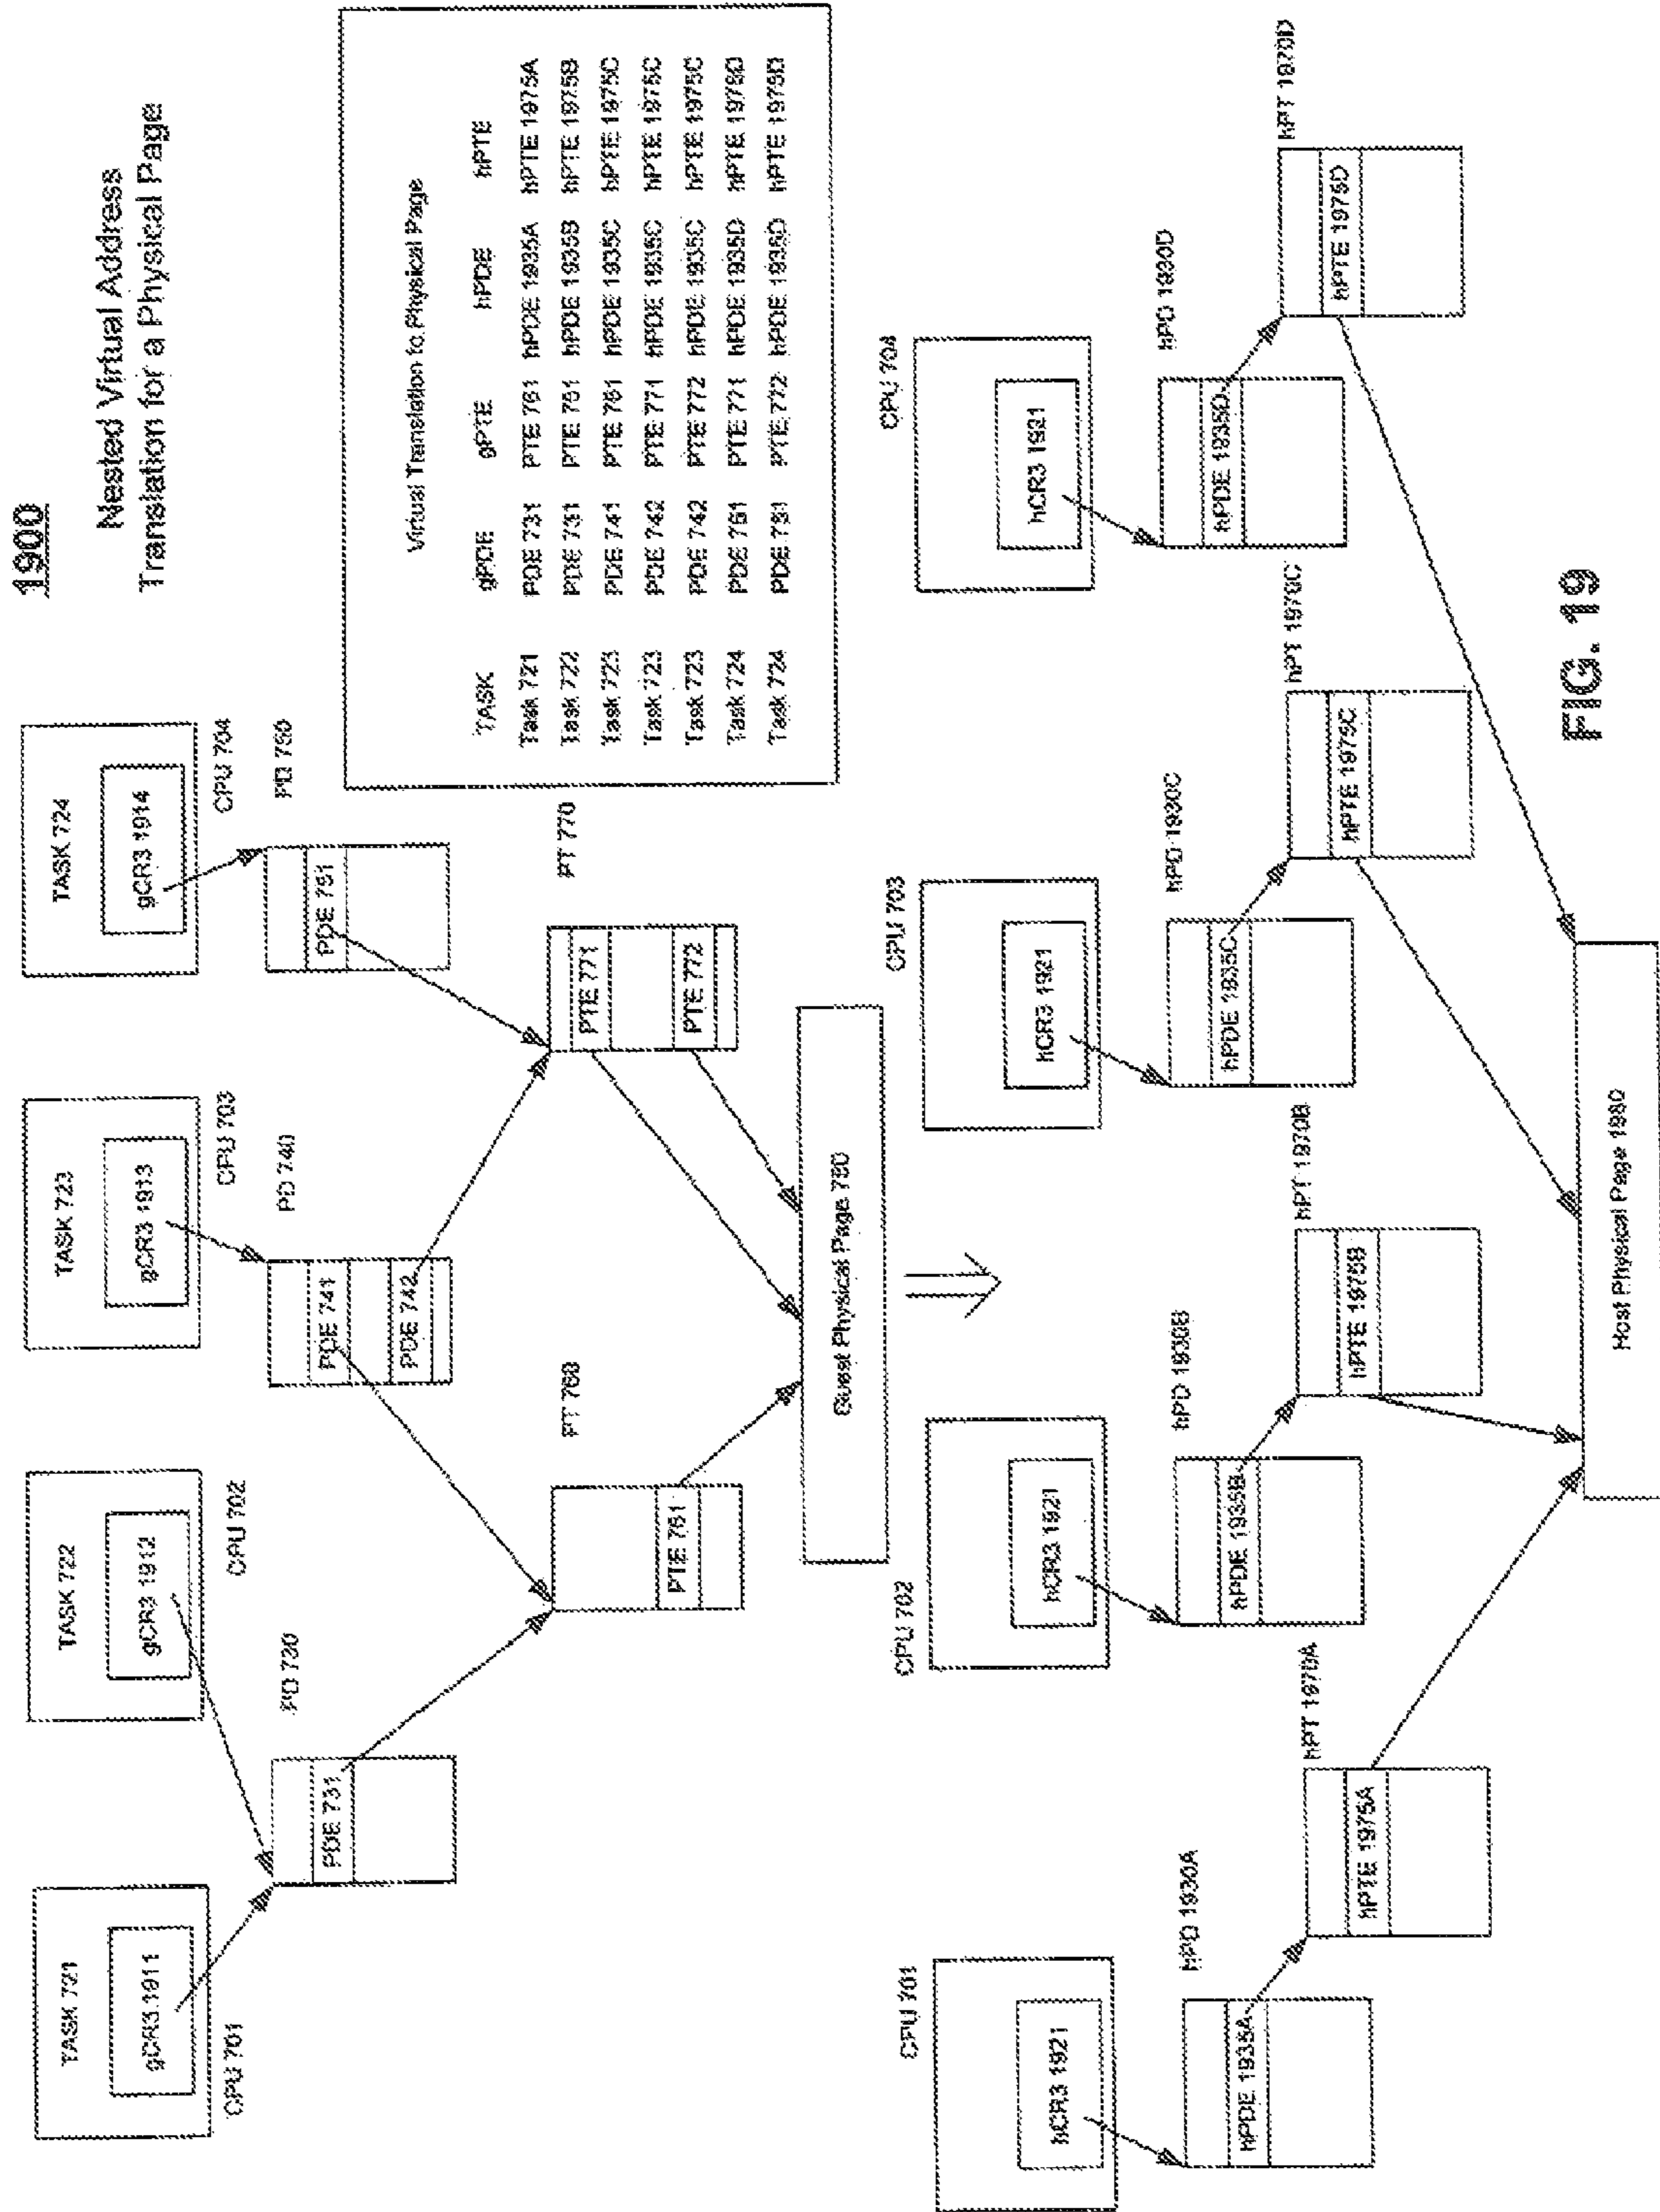 1900
Nested Virtual Address
Translation for a Physical Page
TASK 721
gCR3 1911
CPU 701
TASK 722
gCR3 1912
CPU 702
TASK 723
gCR3 1913
CPU 703
TASK 724
gCR3 1914
CPU 704
PD 730
PDE 731
PD 740
PDE 741
PDE 742
PD 750
PDE 751
PT 760
PTE 761
PT 770
PTE 771
PTE 772
Guest Physical Page 780
Virtual Translation to Physical Page
TASK gPDE gPTE hPDE hPTE
Task 721 PDE 731 PTE 761 hPDE 1935A hPTE 1975A
Task 722 PDE 731 PTE 761 hPDE 1935B hPTE 1975B
Task 723 PDE 741 PTE 761 hPDE 1935C hPTE 1975C
Task 723 PDE 742 PTE 771 hPDE 1935C hPTE 1975C
Task 723 PDE 742 PTE 772 hPDE 1935C hPTE 1975C
Task 724 PDE 751 PTE 771 hPDE 1935D hPTE 1975D
Task 724 PDE 751 PTE 772 hPDE 1935D hPTE 1975D
CPU 701
hCR3 1921
hPD 1930A
hPDE 1935A
hPT 1970A
hPTE 1975A
CPU 702
hCR3 1921
hPD 1930B
hPDE 1935B
hPT 1970B
hPTE 1975B
CPU 703
hCR3 1921
hPD 1930C
hPDE 1935C
hPT 1970C
hPTE 1975C
CPU 704
hCR3 1921
hPD 1930D
hPDE 1935D
hPT 1970D
hPTE 1975D
Host Physical Page 1980
FIG. 19